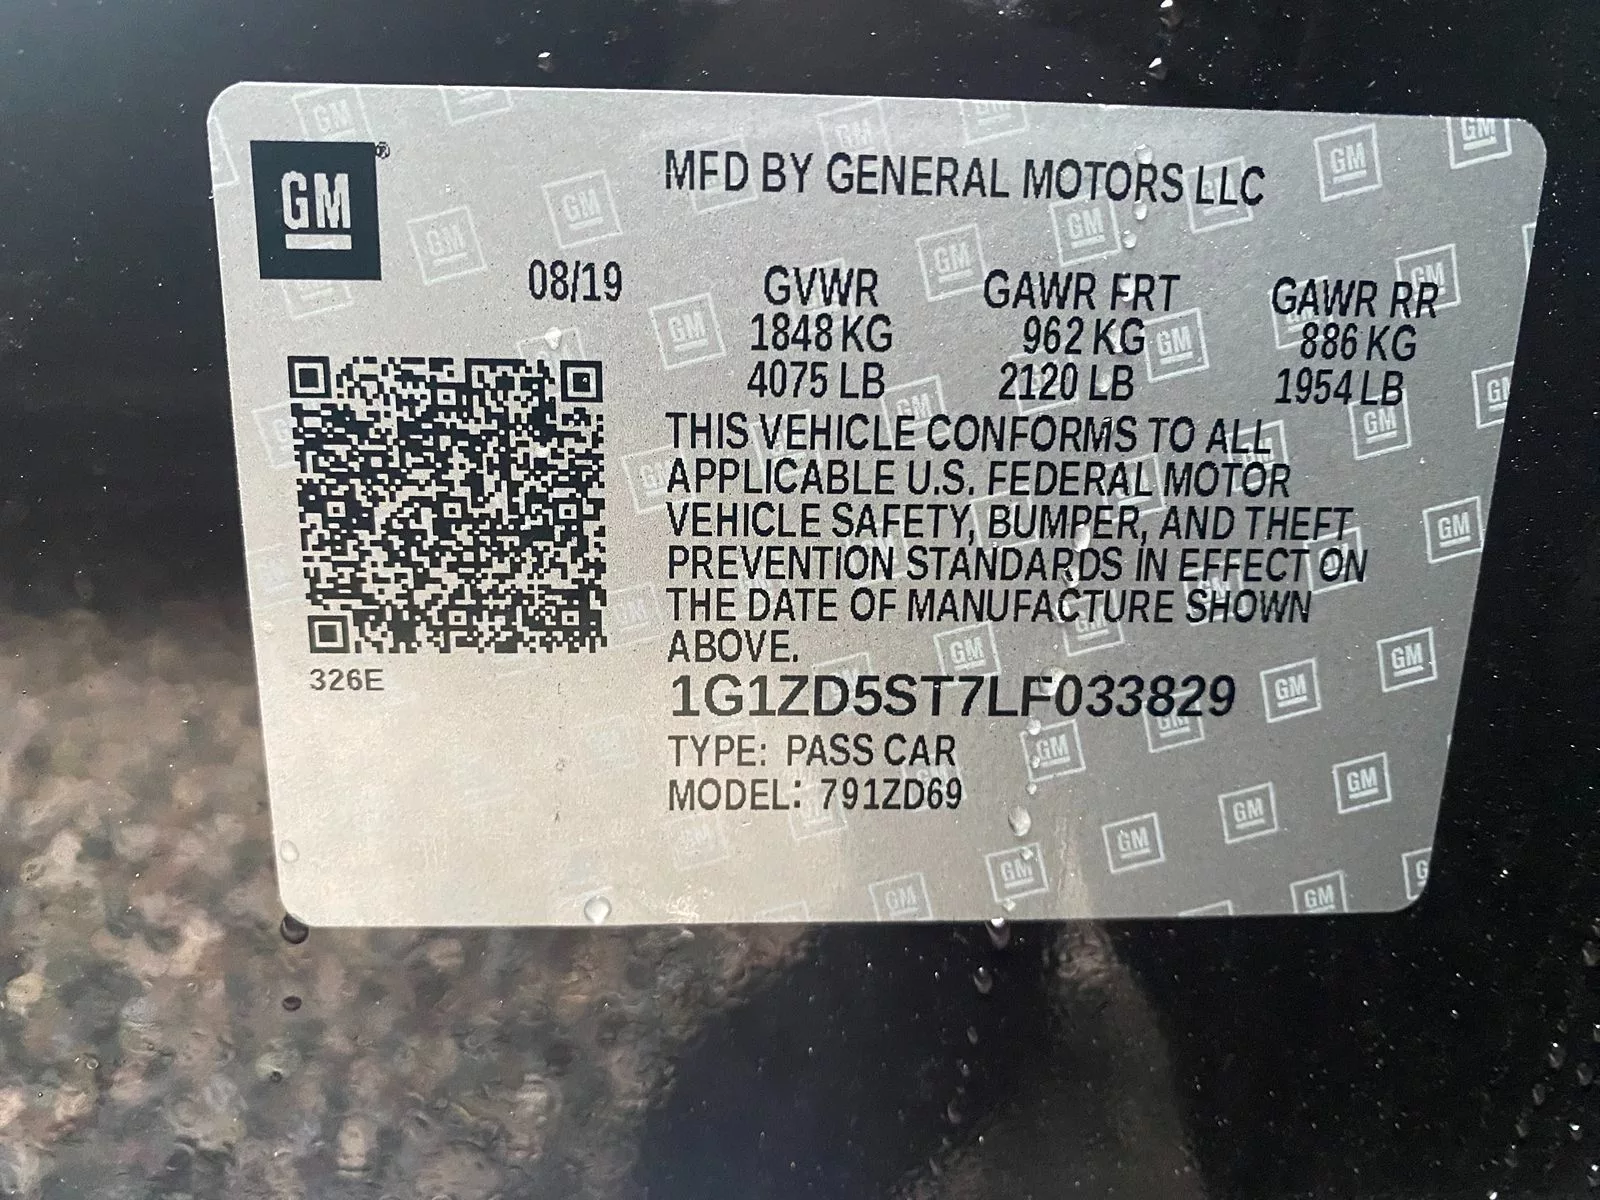 GM
MFD BY GENERAL MOTORS LLC
08/19
GVWR GAWR FRT GAWR RR
1848 KG 962 KG 886 KG
4075 LB 2120 LB 1954 LB
THIS VEHICLE CONFORMS TO ALL
APPLICABLE U.S. FEDERAL MOTOR
VEHICLE SAFETY, BUMPER, AND THEFT
PREVENTION STANDARDS IN EFFECT ON
THE DATE OF MANUFACTURE SHOWN
ABOVE.
326E
1G1ZD5ST7LF033829
TYPE: PASS CAR
MODEL: 791ZD69